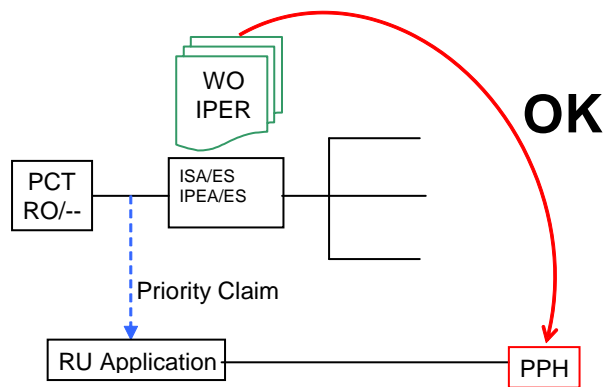 WO
IPER
OK
PCT
RO/--
ISA/ES
IPEA/ES
Priority Claim
RU Application
PPH